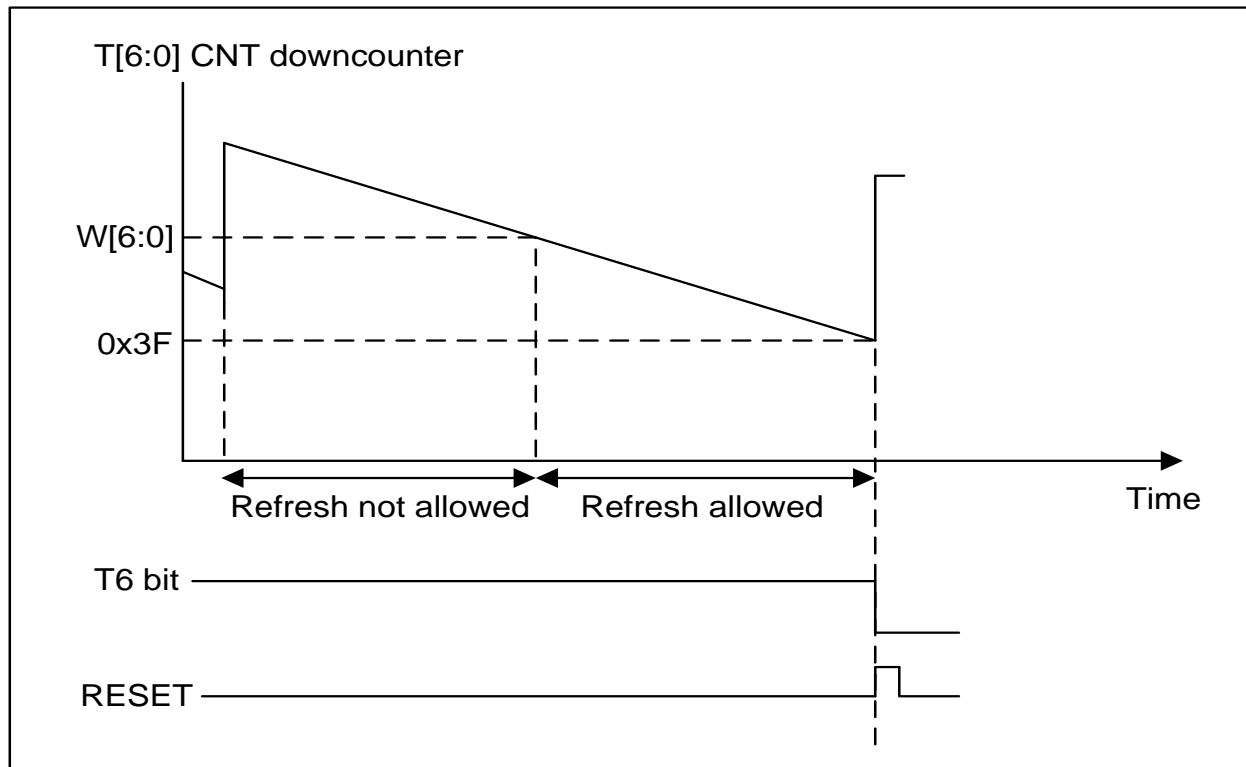 T[6:0] CNT downcounter
W[6:0]
0x3F
Refresh not allowed
Refresh allowed
Time
T6 bit
RESET